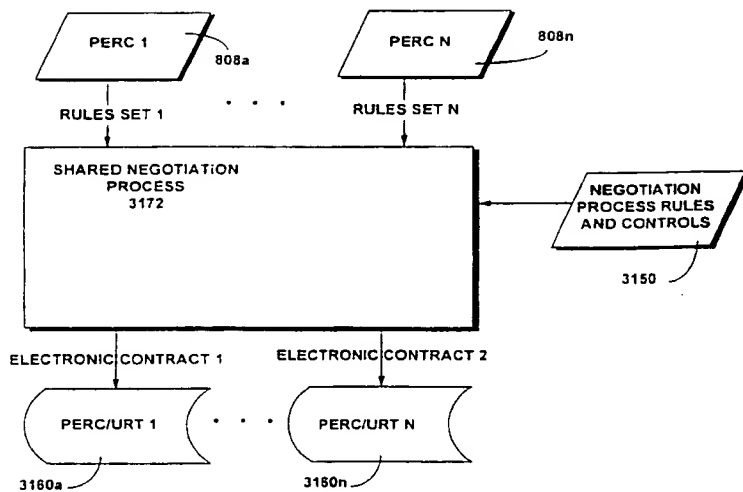 PERC 1
808a
PERC N
808n
RULES SET 1
RULES SET N
SHARED NEGOTIATION
PROCESS
3172
NEGOTIATION
PROCESS RULES
AND CONTROLS
3150
ELECTRONIC CONTRACT 1
ELECTRONIC CONTRACT 2
PERC/URT 1
PERC/URT N
3160a
3160n